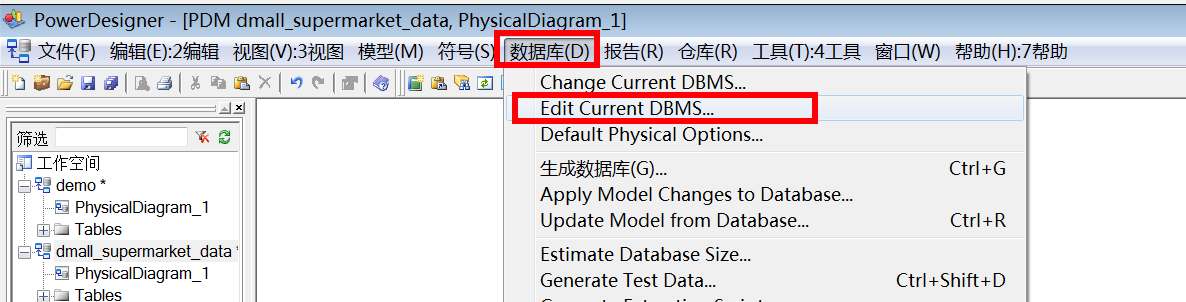 PowerDesigner - [PDM dmall_supermarket_data, PhysicalDiagram_1]
文件(F) 编辑(E):2编辑 视图(V):3视图 模型(M) 符号(S) 数据库(D) 报告(R) 仓库(R) 工具(T):4工具 窗口(W) 帮助(H):7帮助
Change Current DBMS...
Edit Current DBMS...
Default Physical Options...
生成数据库(G)... Ctrl+G
Apply Model Changes to Database...
Update Model from Database... Ctrl+R
Estimate Database Size...
Generate Test Data... Ctrl+Shift+D
筛选
工作空间
demo *
PhysicalDiagram_1
Tables
dmall_supermarket_data *
PhysicalDiagram_1
Tables